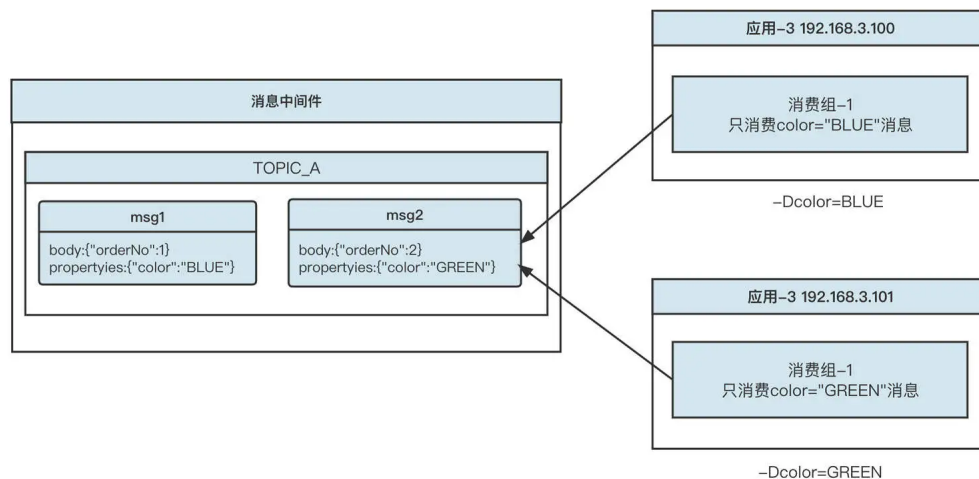 消息中间件
TOPIC_A
msg1
body:{"orderNo":1}
propertyies:{"color":"BLUE"}
msg2
body:{"orderNo":2}
propertyies:{"color":"GREEN"}
应用-3 192.168.3.100
消费组-1
只消费color="BLUE"消息
-Dcolor=BLUE
应用-3 192.168.3.101
消费组-1
只消费color="GREEN"消息
-Dcolor=GREEN